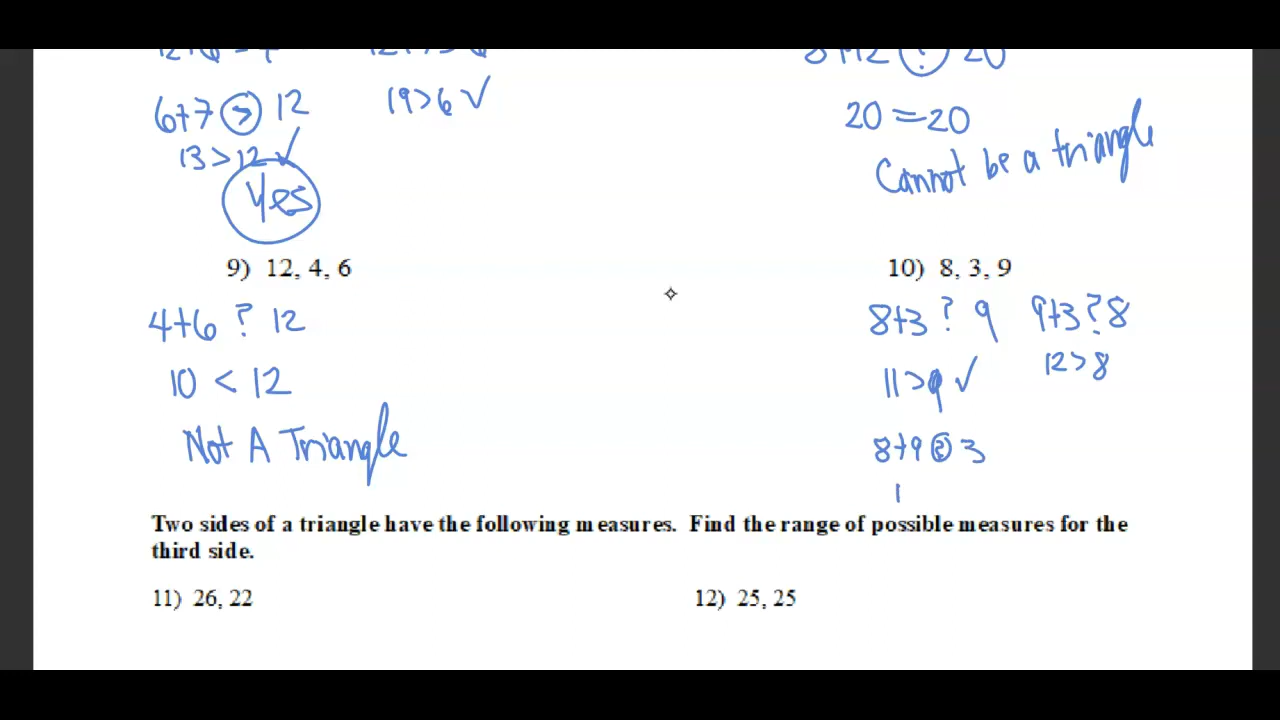 6+7 > 12
19>6 ✓
13 > 12 ✓
Yes
20 = 20
Cannot be a triangle
9) 12, 4, 6
4+6 ? 12
10 < 12
Not A Triangle
10) 8, 3, 9
8+3 ? 9
9+3 ? 8
11>9 ✓
12>8
8+9 ? 3
1
Two sides of a triangle have the following measures. Find the range of possible measures for the
third side.
11) 26, 22
12) 25, 25